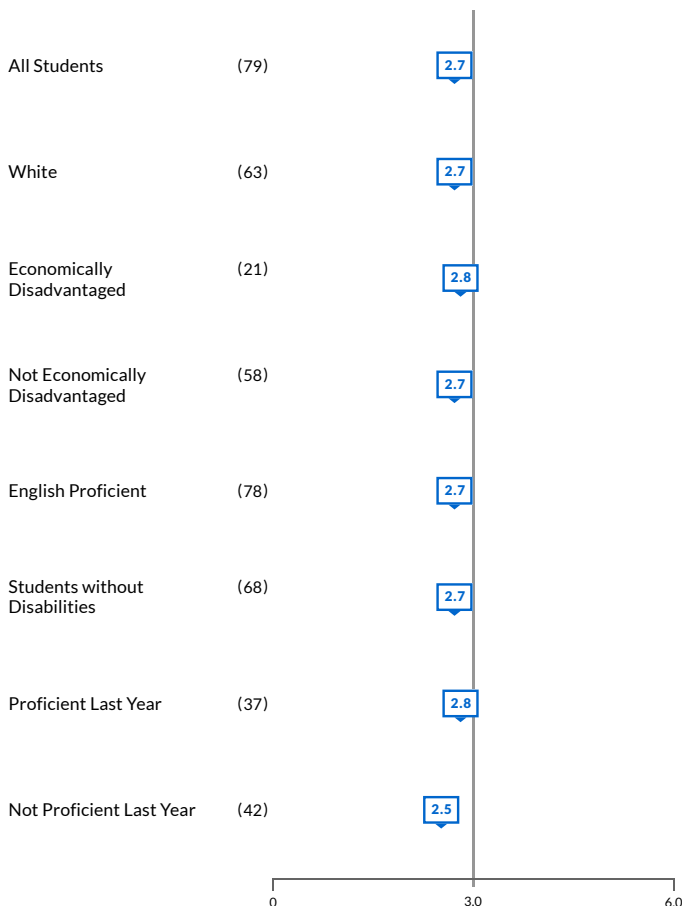 All Students (79) 2.7
White (63) 2.7
Economically (21)
Disadvantaged
2.8
Not Economically (58)
Disadvantaged
2.7
English Proficient (78) 2.7
Students without (68)
Disabilities
2.7
Proficient Last Year (37) 2.8
Not Proficient Last Year (42) 2.5
0 3.0 6.0